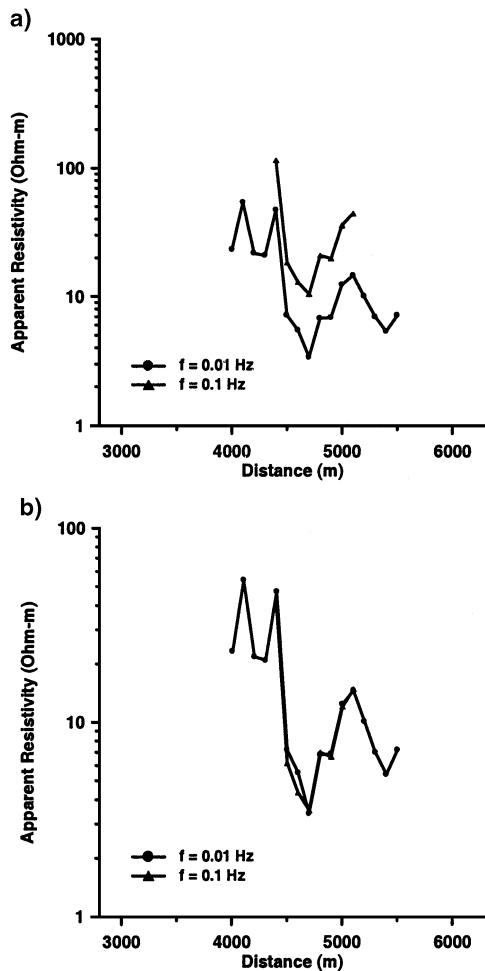 a)
1000
100
10
1
Apparent Resistivity (Ohm-m)
f = 0.01 Hz
f = 0.1 Hz
3000 4000 5000 6000
Distance (m)
b)
100
10
1
Apparent Resistivity (Ohm-m)
f = 0.01 Hz
f = 0.1 Hz
3000 4000 5000 6000
Distance (m)